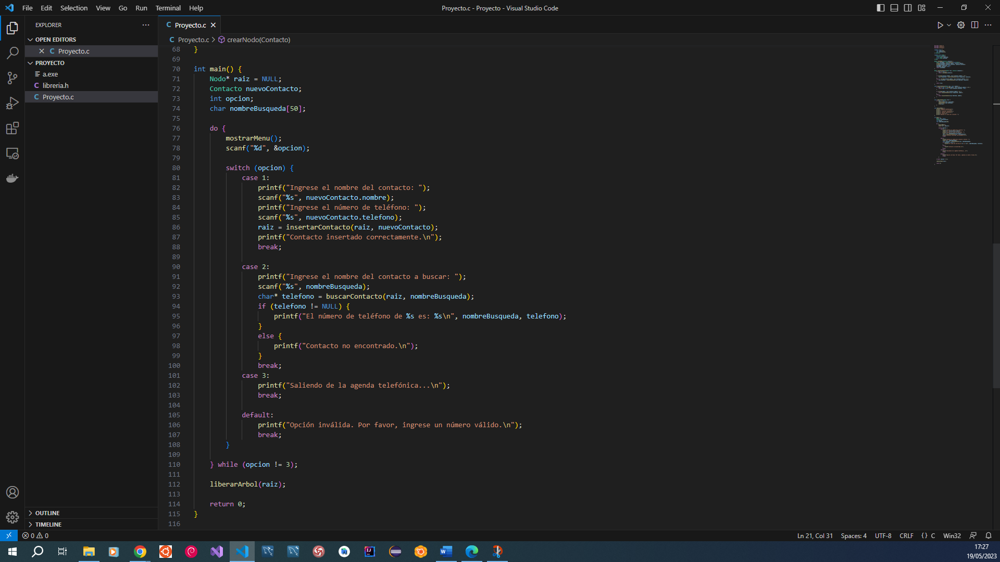 File Edit Selection View Go Run Terminal Help
Proyecto.c - Proyecto - Visual Studio Code
EXPLORER
OPEN EDITORS
C Proyecto.c
PROYECTO
a.exe
C libreria.h
C Proyecto.c
OUTLINE
TIMELINE
C Proyecto.c
C Proyecto.c > crearNodo(Contacto)
68 }
69
70 int main() {
71     Nodo* raiz = NULL;
72     Contacto nuevoContacto;
73     int opcion;
74     char nombreBusqueda[50];
75
76     do {
77         mostrarMenu();
78         scanf("%d", &opcion);
79
80         switch (opcion) {
81             case 1:
82                 printf("Ingrese el nombre del contacto: ");
83                 scanf("%s", nuevoContacto.nombre);
84                 printf("Ingrese el número de teléfono: ");
85                 scanf("%s", nuevoContacto.telefono);
86                 raiz = insertarContacto(raiz, nuevoContacto);
87                 printf("Contacto insertado correctamente.\n");
88                 break;
89
90             case 2:
91                 printf("Ingrese el nombre del contacto a buscar: ");
92                 scanf("%s", nombreBusqueda);
93                 char* telefono = buscarContacto(raiz, nombreBusqueda);
94                 if (telefono != NULL) {
95                     printf("El número de teléfono de %s es: %s\n", nombreBusqueda, telefono);
96                 }
97                 else {
98                     printf("Contacto no encontrado.\n");
99                 }
100                 break;
101             case 3:
102                 printf("Saliendo de la agenda telefónica...\n");
103                 break;
104
105             default:
106                 printf("Opción inválida. Por favor, ingrese un número válido.\n");
107                 break;
108         }
109
110     } while (opcion != 3);
111
112     liberarArbol(raiz);
113
114     return 0;
115 }
116
0 0
Ln 21, Col 31 Spaces: 4 UTF-8 CRLF {} C Win32
17:27
19/05/2023